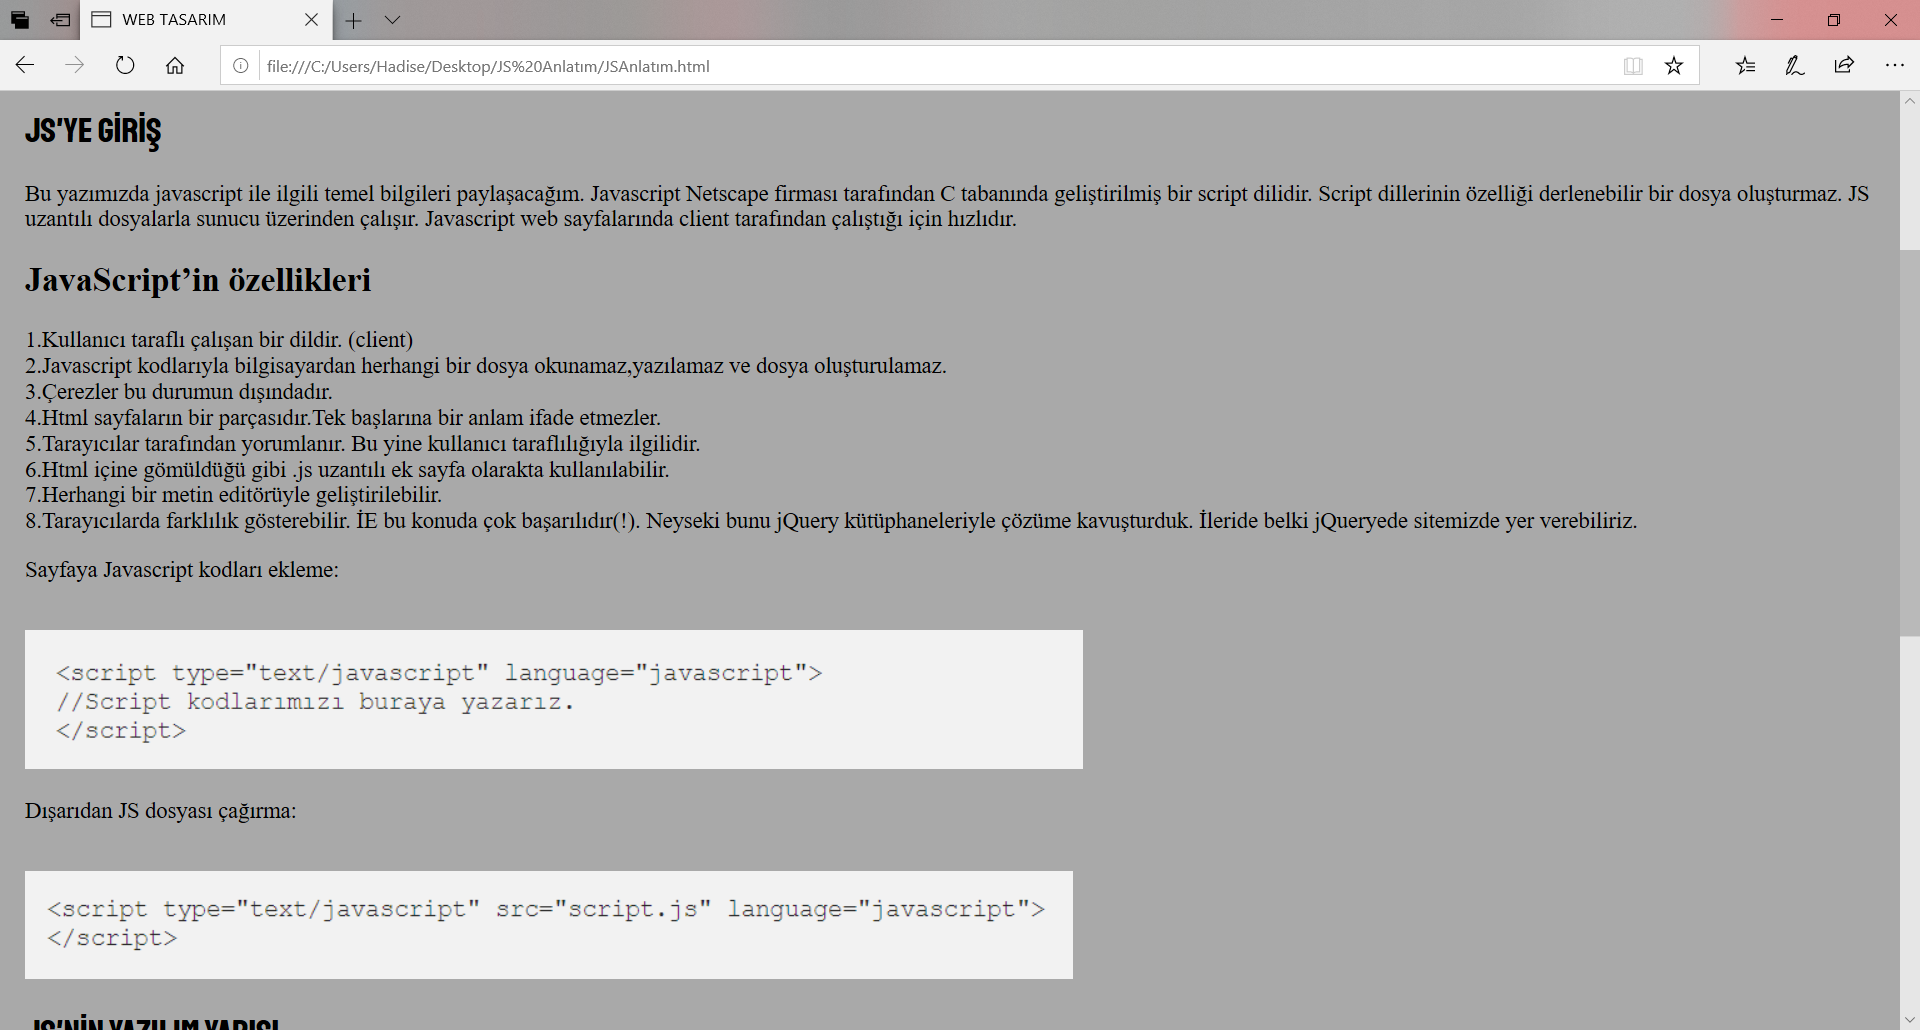 WEB TASARIM
file:///C:/Users/Hadise/Desktop/JS%20Anlatım/JSAnlatım.html
JS'YE GİRİŞ
Bu yazımızda javascript ile ilgili temel bilgileri paylaşacağım. Javascript Netscape firması tarafından C tabanında geliştirilmiş bir script dilidir. Script dillerinin özelliği derlenebilir bir dosya oluşturmaz. JS
uzantılı dosyalarla sunucu üzerinden çalışır. Javascript web sayfalarında client tarafından çalıştığı için hızlıdır.
JavaScript’in özellikleri
1.Kullanıcı taraflı çalışan bir dildir. (client)
2.Javascript kodlarıyla bilgisayardan herhangi bir dosya okunamaz,yazılamaz ve dosya oluşturulamaz.
3.Çerezler bu durumun dışındadır.
4.Html sayfaların bir parçasıdır.Tek başlarına bir anlam ifade etmezler.
5.Tarayıcılar tarafından yorumlanır. Bu yine kullanıcı taraflılığıyla ilgilidir.
6.Html içine gömüldüğü gibi .js uzantılı ek sayfa olarakta kullanılabilir.
7.Herhangi bir metin editörüyle geliştirilebilir.
8.Tarayıcılarda farklılık gösterebilir. İE bu konuda çok başarılıdır(!). Neyseki bunu jQuery kütüphaneleriyle çözüme kavuşturduk. İleride belki jQueryede sitemizde yer verebiliriz.
Sayfaya Javascript kodları ekleme:
<script type="text/javascript" language="javascript">
//Script kodlarımızı buraya yazarız.
</script>
Dışarıdan JS dosyası çağırma:
<script type="text/javascript" src="script.js" language="javascript">
</script>
JS'NİN YAZILIM YAPISI